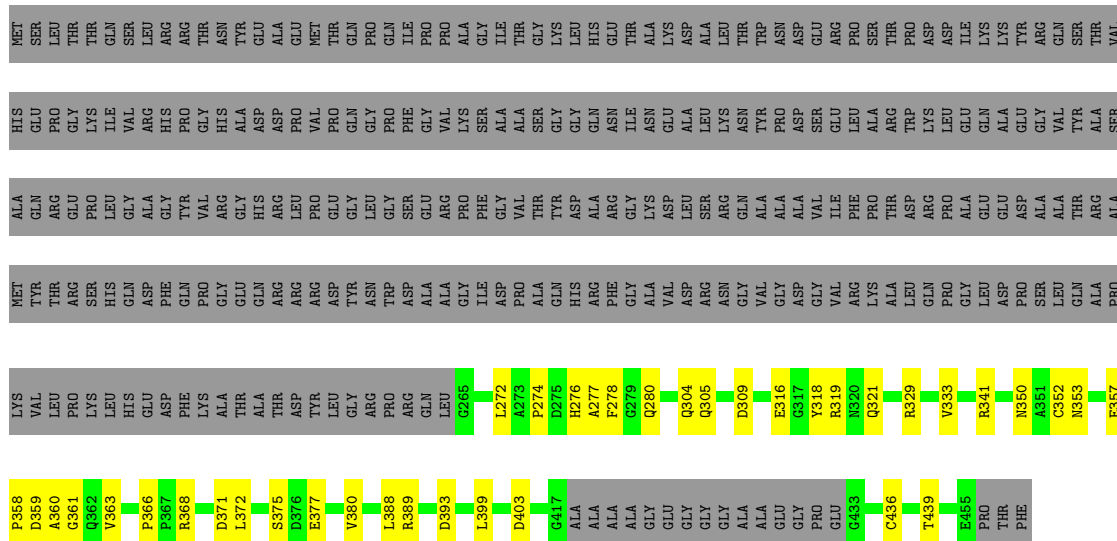 MET SER LEU THR THR GLN SER LEU ARG ARG THR ASN TYR GLU ALA GLU MET THR GLN PRO GLN ILE PRO PRO ALA GLY ILE THR GLY LYS LEU HIS GLU THR ALA LYS ASP ALA LEU THR TRP ASN ASP GLU ARG PRO SER THR PRO ASP ASP ILE LYS LYS TYR ARG GLN SER THR VAL
HIS GLU PRO GLY LYS ILE VAL ARG HIS PRO GLY HIS ALA ASP ASP PRO VAL PRO GLN GLY PRO PHE GLY VAL LYS SER ALA ALA SER GLY GLY GLN ASN ILE ASN GLU ALA LEU LYS ASN TYR PRO ASP SER GLU LEU ALA ARG TRP LYS LEU GLU GLN ALA GLU GLY VAL TYR ALA SER
ALA GLN ARG GLU PRO LEU GLY ALA GLY TYR VAL ARG GLY HIS ARG LEU PRO GLU GLY LEU GLY SER GLU ARG PRO PHE GLY VAL THR TYR ASP ALA ARG GLY LYS ASP LEU SER ARG GLN ALA ALA ALA VAL ILE PHE PRO THR ASP ARG PRO ALA GLU GLU ASP ALA ALA THR ARG ALA
MET TYR THR ARG SER HIS GLN ASP PHE GLN PRO GLY GLU GLN ARG ARG ARG ASP TYR ASN TRP ASP ALA ALA GLY ILE ASP PRO ALA GLN HIS ARG PHE GLY ALA VAL ASP ARG ASN GLY VAL GLY ASP GLY VAL ARG LYS ALA LEU GLN PRO GLY LEU ASP PRO SER LEU GLN ALA PRO
LYS VAL LEU PRO LYS LEU HIS GLU ASP PHE LYS ALA THR ALA THR ASP TYR LEU GLY ARG PRO ARG GLN LEU G265 L272 A273 P274 D275 H276 A277 F278 G279 Q280 Q304 Q305 D309 E316 G317 Y318 R319 N320 Q321 R329 V333 R341 N350 A351 C352 N353 E357
P358 D359 A360 G361 Q362 V363 P366 P367 R368 D371 L372 S375 D376 E377 V380 L388 R389 D393 L399 D403 G417 ALA ALA ALA ALA GLY GLU GLY GLY GLY ALA ALA GLU GLY PRO GLU G433 C436 T439 E455 PRO THR PHE